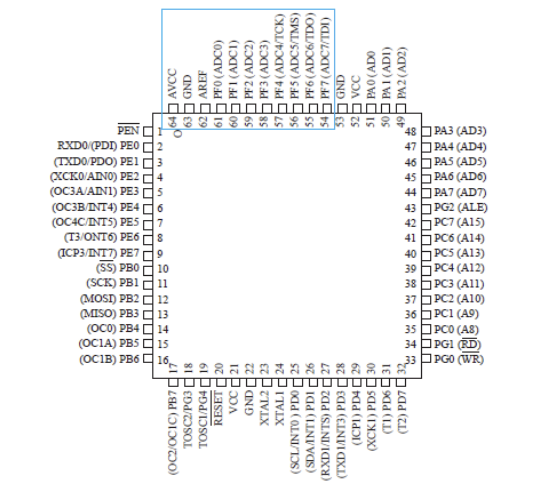 AVCC
GND
AREF
PF0 (ADC0)
PF1 (ADC1)
PF2 (ADC2)
PF3 (ADC3)
PF4 (ADC4/TCK)
PF5 (ADC5/TMS)
PF6 (ADC6/TDO)
PF7 (ADC7/TDI)
GND
VCC
PA0 (AD0
PA1 (AD1)
PA2 (AD2)
64 63 62 61 60 59 58 57 56 55 54 53 52 51 50 49
PEN 1
RXD0/(PDI) PE0 2
(TXD0/PDO) PE1 3
(XCK0/AIN0) PE2 4
(OC3A/AIN1) PE3 5
(OC3B/INT4) PE4 6
(OC4C/INT5) PE5 7
(T3/ONT6) PE6 8
(ICP3/INT7) PE7 9
(SS) PB0 10
(SCK) PB1 11
(MOSI) PB2 12
(MISO) PB3 13
(OC0) PB4 14
(OC1A) PB5 15
(OC1B) PB6 16
48 PA3 (AD3)
47 PA4 (AD4)
46 PA5 (AD5)
45 PA6 (AD6)
44 PA7 (AD7)
43 PG2 (ALE)
42 PC7 (A15)
41 PC6 (A14)
40 PC5 (A13)
39 PC4 (A12)
38 PC3 (A11)
37 PC2 (A10)
36 PC1 (A9)
35 PC0 (A8)
34 PG1 (RD)
33 PG0 (WR)
17 18 19 20 21 22 23 24 25 26 27 28 29 30 31 32
(OC2/OC1C) PB7
TOSC2/PG3
TOSC1/PG4
RESET
VCC
GND
XTAL2
XTAL1
(SCL/INT0) PD0
(SDA/INT1) PD1
(RXD1/INTS) PD2
(TXD1/INT3) PD3
(ICP1) PD4
(XCK1) PD5
(T1) PD6
(T2) PD7